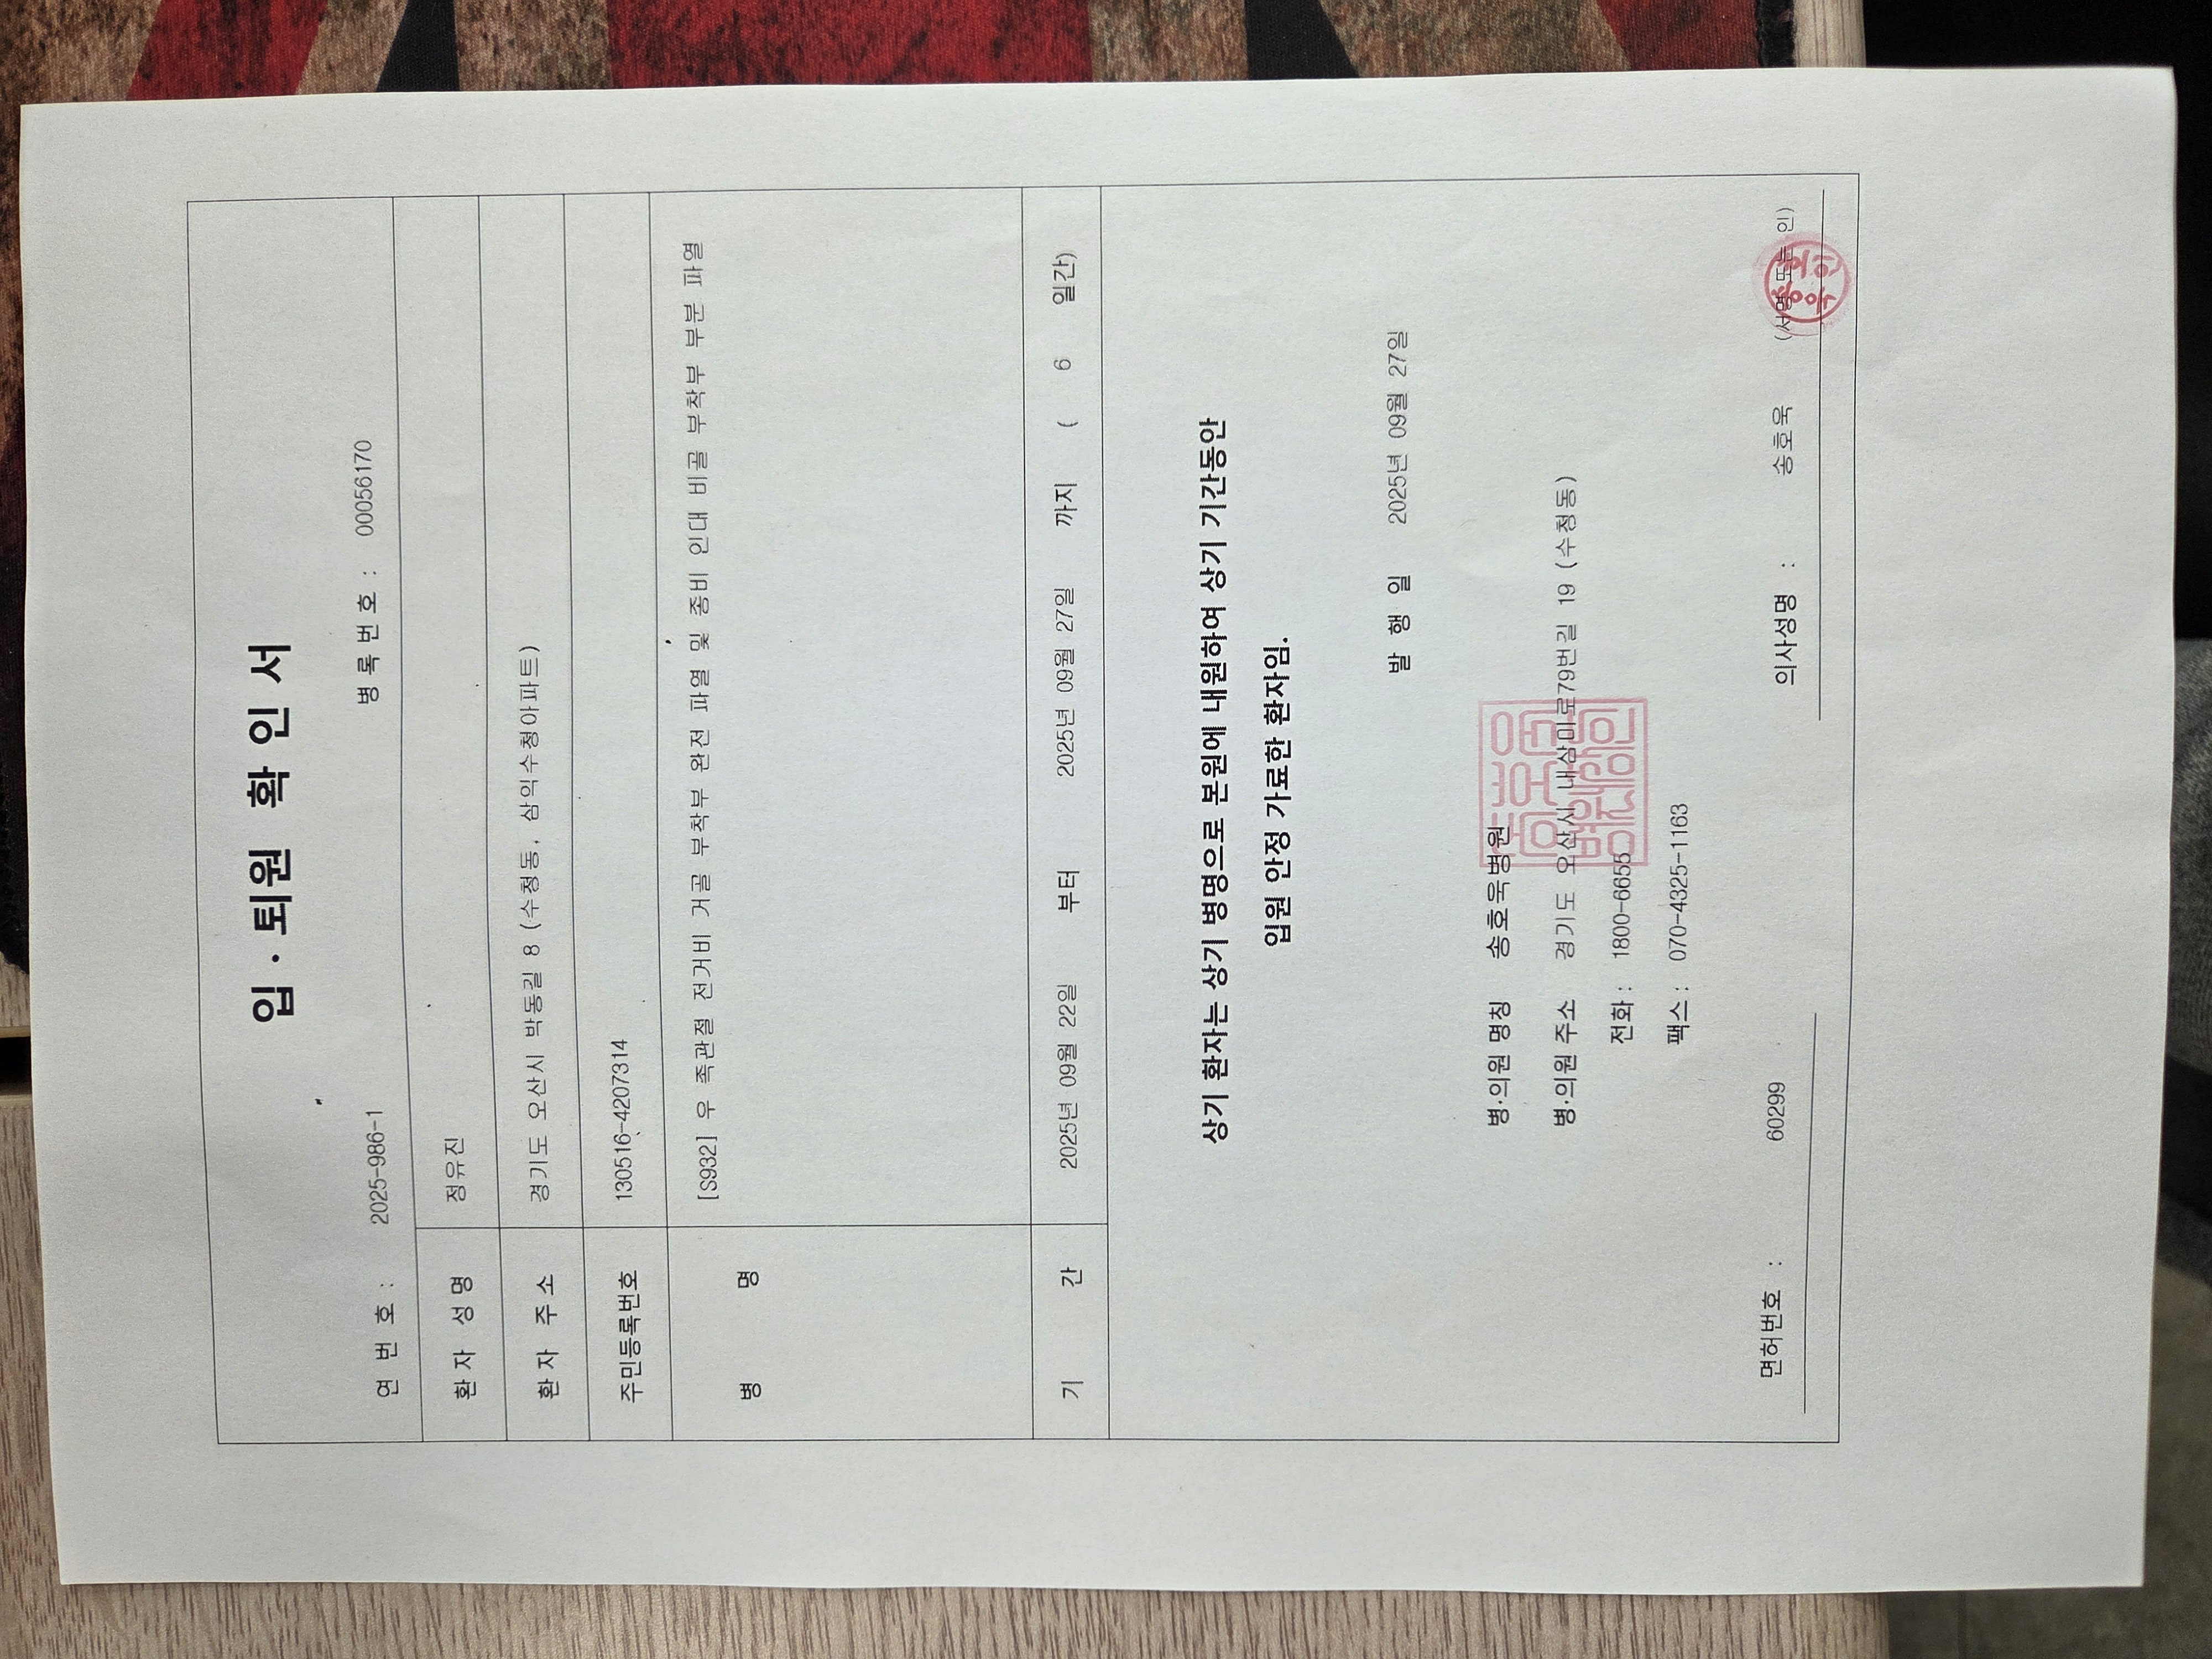 입 · 퇴원 확인서
연 번 호 : 2025-986-1 병 록 번 호 : 00056170
환 자 성 명 정유진
환 자 주 소 경기도 오산시 박동길 8 (수청동, 삼익수청아파트)
주민등록번호 130516-4207314
병 명 [S932] 우 족관절 전거비 거골 부착부 완전 파열 및 종비 인대 비골 부착부 부분 파열
기 간 2025년 09월 22일 부터 2025년 09월 27일 까지 ( 6 일간)
상기 환자는 상기 병명으로 본원에 내원하여 상기 기간동안
입원 안정 가료한 환자임.
발 행 일 2025년 09월 27일
병·의원 명칭 송호욱병원
병·의원 주소 경기도 오산시 내삼미로79번길 19 (수청동)
전화 : 1800-6655
팩스 : 070-4325-1163
면허번호 : 60299 의사성명 : 송호욱 (서명 또는 인)